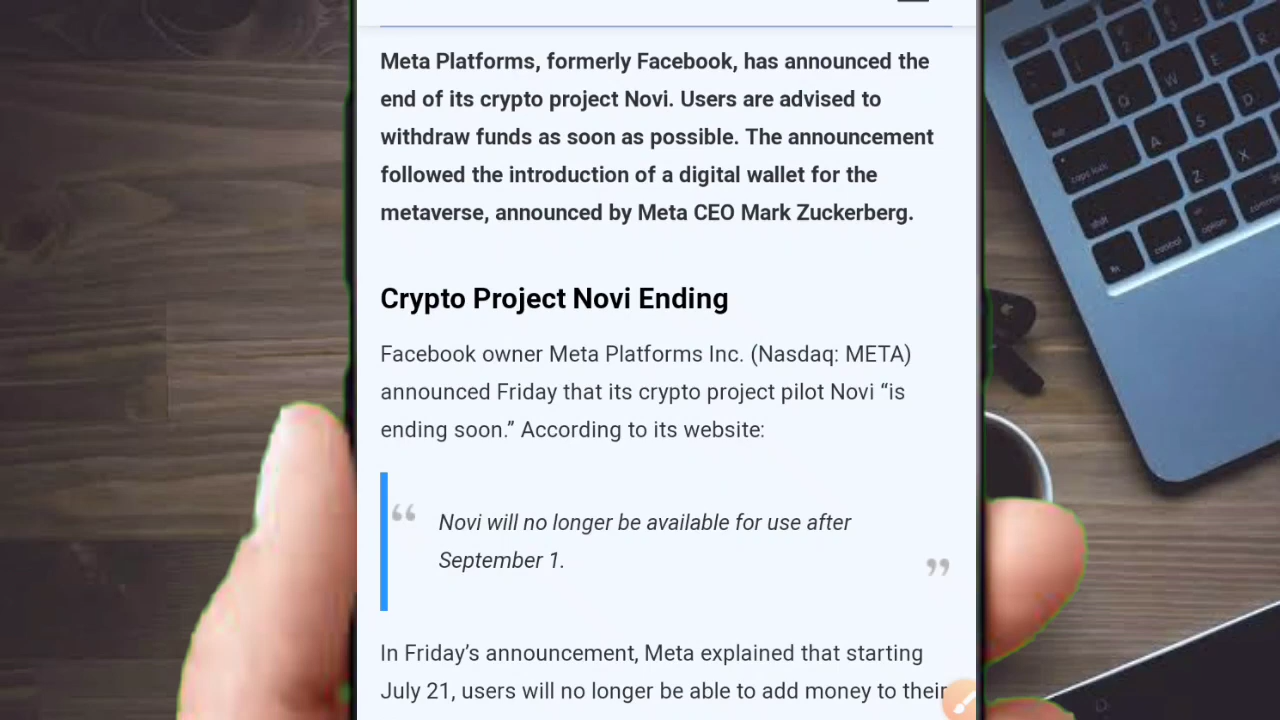 Meta Platforms, formerly Facebook, has announced the
end of its crypto project Novi. Users are advised to
withdraw funds as soon as possible. The announcement
followed the introduction of a digital wallet for the
metaverse, announced by Meta CEO Mark Zuckerberg.
Crypto Project Novi Ending
Facebook owner Meta Platforms Inc. (Nasdaq: META)
announced Friday that its crypto project pilot Novi “is
ending soon.” According to its website:
“ Novi will no longer be available for use after
September 1. ”
In Friday’s announcement, Meta explained that starting
July 21, users will no longer be able to add money to their